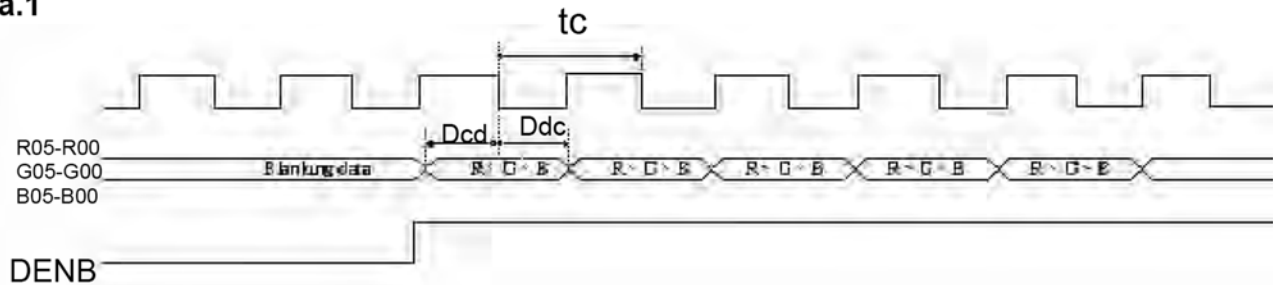 a.1
tc
Dcd
Ddc
R05-R00
G05-G00
B05-B00
Blanking data
R G B
R G B
R G B
R G B
R G B
DENB